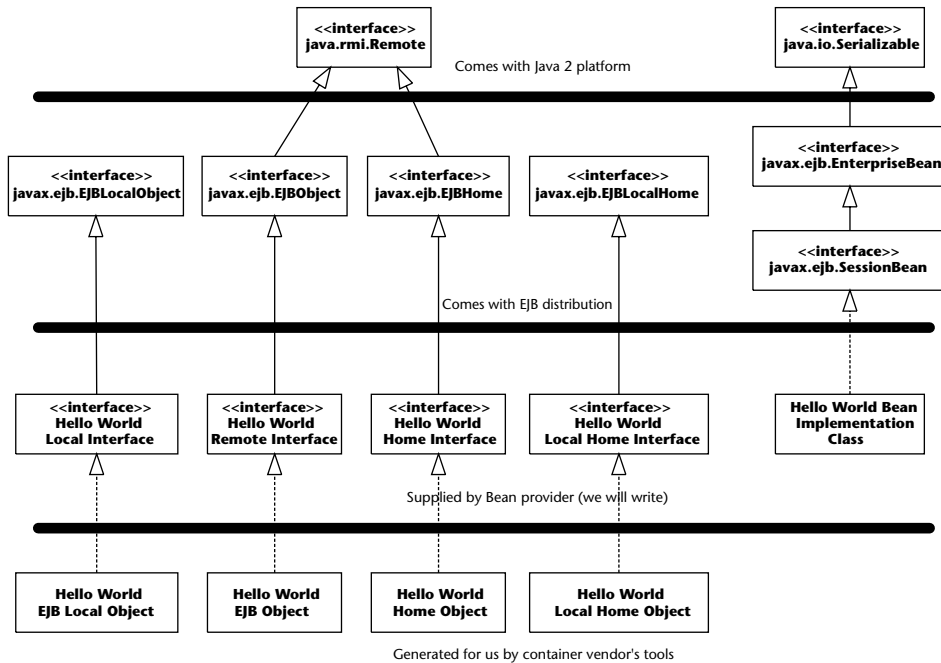 <<interface>>
java.rmi.Remote
<<interface>>
java.io.Serializable
Comes with Java 2 platform
<<interface>>
javax.ejb.EJBLocalObject
<<interface>>
javax.ejb.EJBObject
<<interface>>
javax.ejb.EJBHome
<<interface>>
javax.ejb.EJBLocalHome
<<interface>>
javax.ejb.EnterpriseBean
<<interface>>
javax.ejb.SessionBean
Comes with EJB distribution
<<interface>>
Hello World
Local Interface
<<interface>>
Hello World
Remote Interface
<<interface>>
Hello World
Home Interface
<<interface>>
Hello World
Local Home Interface
Hello World Bean
Implementation
Class
Supplied by Bean provider (we will write)
Hello World
EJB Local Object
Hello World
EJB Object
Hello World
Home Object
Hello World
Local Home Object
Generated for us by container vendor's tools